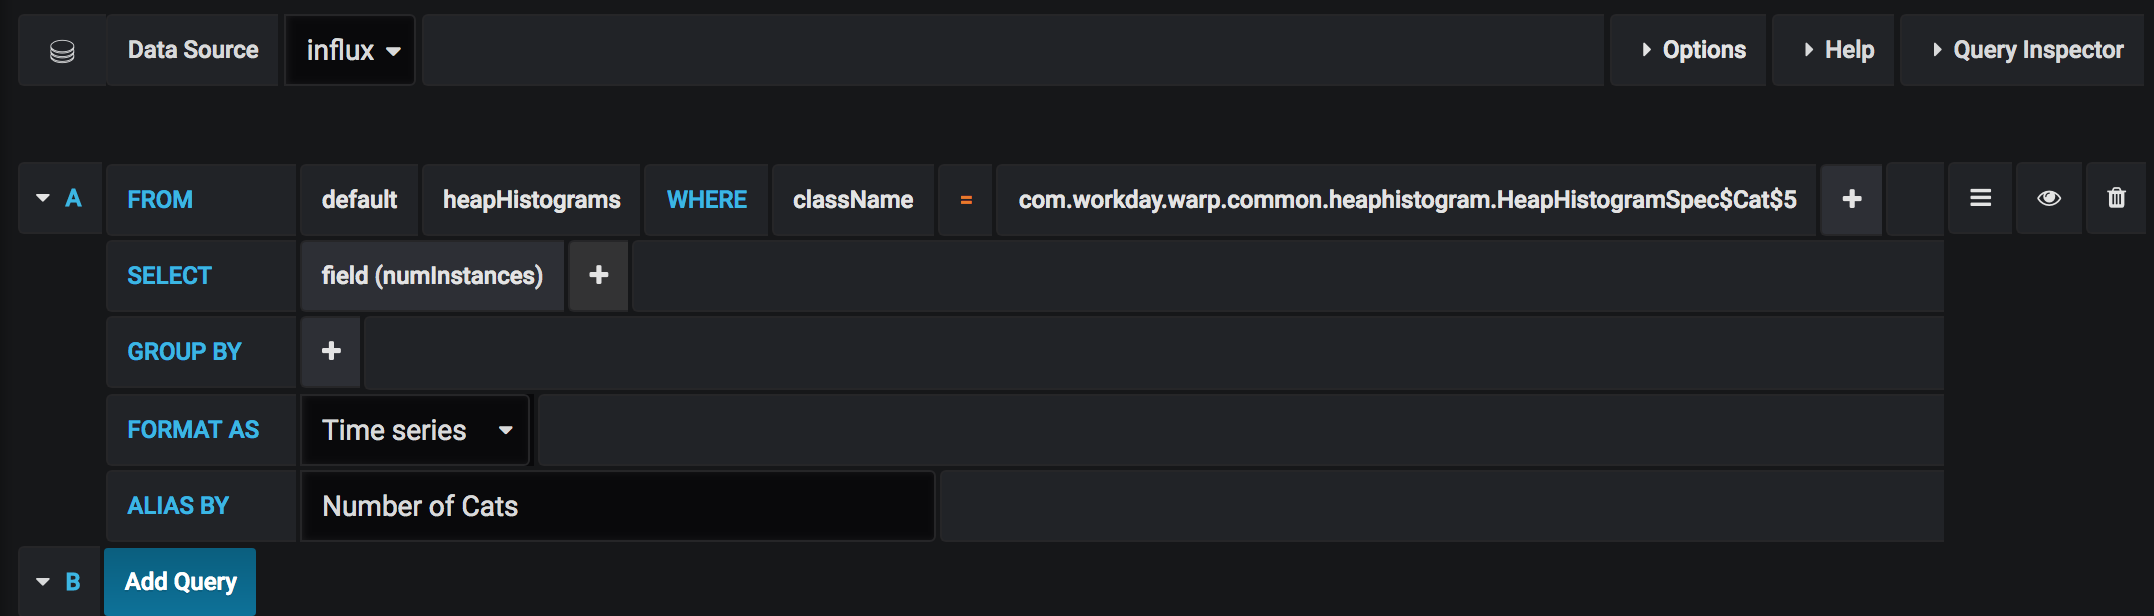 Data Source influx Options Help Query Inspector
A FROM default heapHistograms WHERE className = com.workday.warp.common.heaphistogram.HeapHistogramSpec$Cat$5 +
SELECT field (numInstances) +
GROUP BY +
FORMAT AS Time series
ALIAS BY Number of Cats
B Add Query